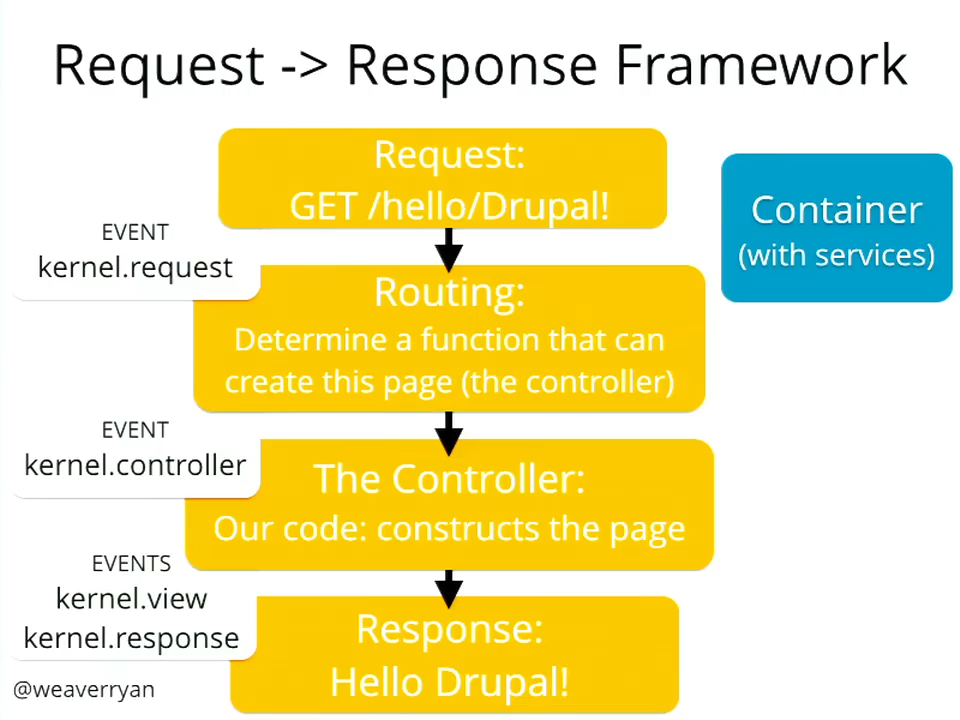 Request -> Response Framework
Request:
GET /hello/Drupal!
Container
(with services)
EVENT
kernel.request
Routing:
Determine a function that can
create this page (the controller)
EVENT
kernel.controller
The Controller:
Our code: constructs the page
EVENTS
kernel.view
kernel.response
Response:
Hello Drupal!
@weaverryan